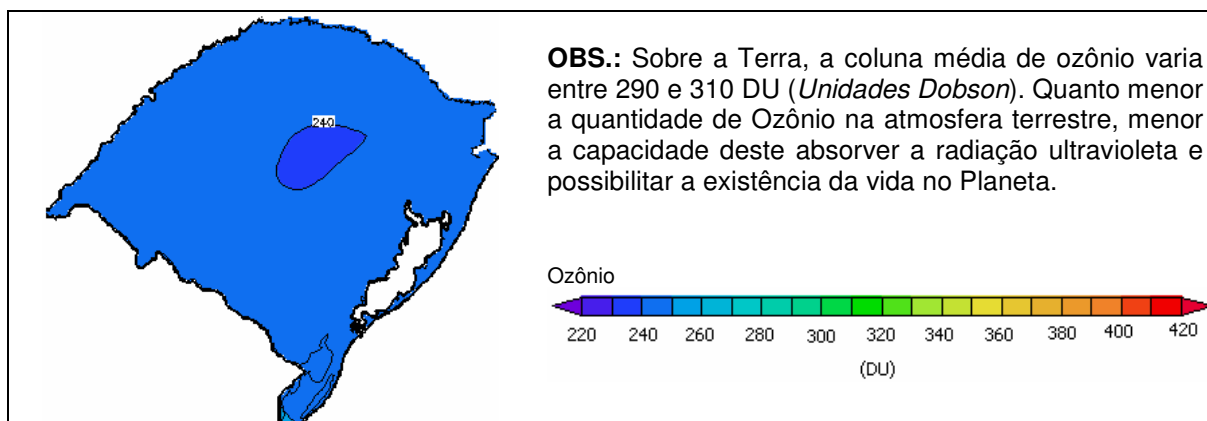 240
OBS.: Sobre a Terra, a coluna média de ozônio varia
entre 290 e 310 DU (Unidades Dobson). Quanto menor
a quantidade de Ozônio na atmosfera terrestre, menor
a capacidade deste absorver a radiação ultravioleta e
possibilitar a existência da vida no Planeta.
Ozônio
220 240 260 280 300 320 340 360 380 400 420
(DU)